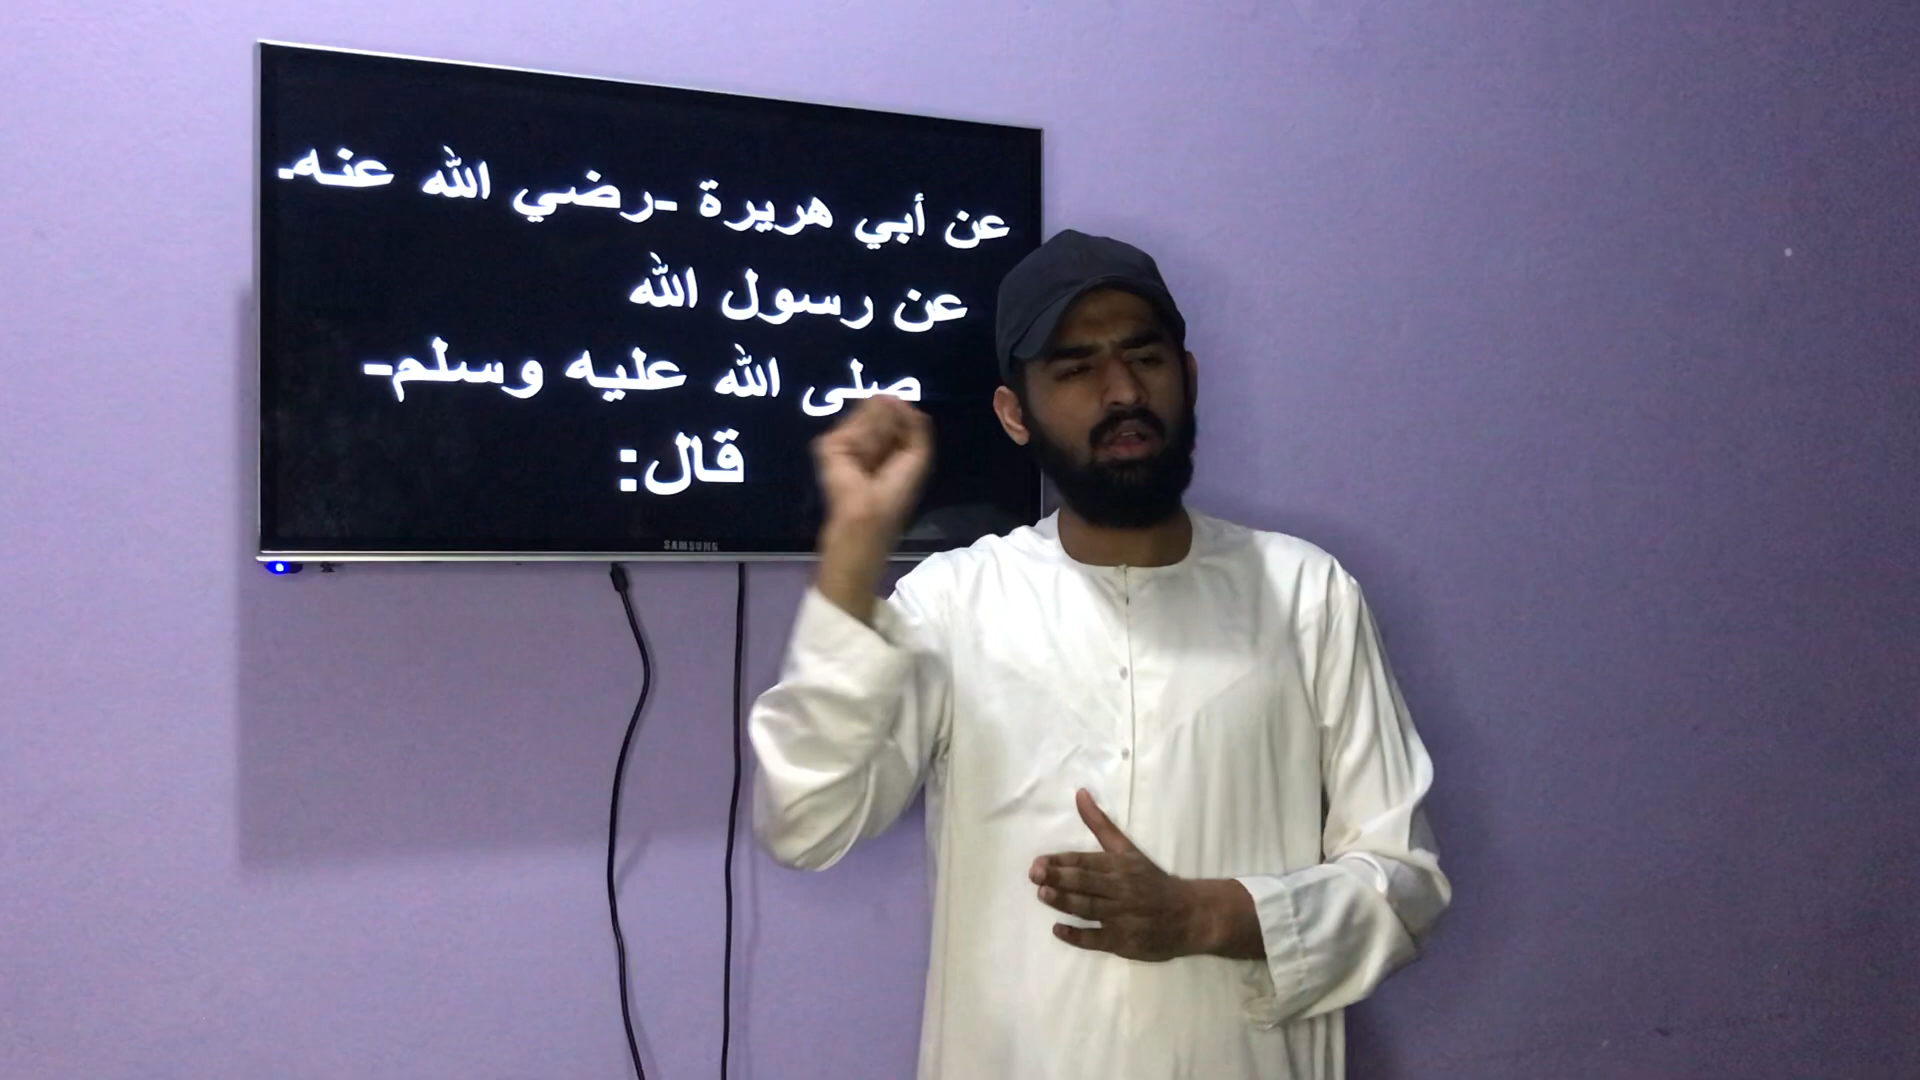 عن أبي هريرة -رضي الله عنه-
عن رسول الله
صلى الله عليه وسلم-
قال:
SAMSUNG